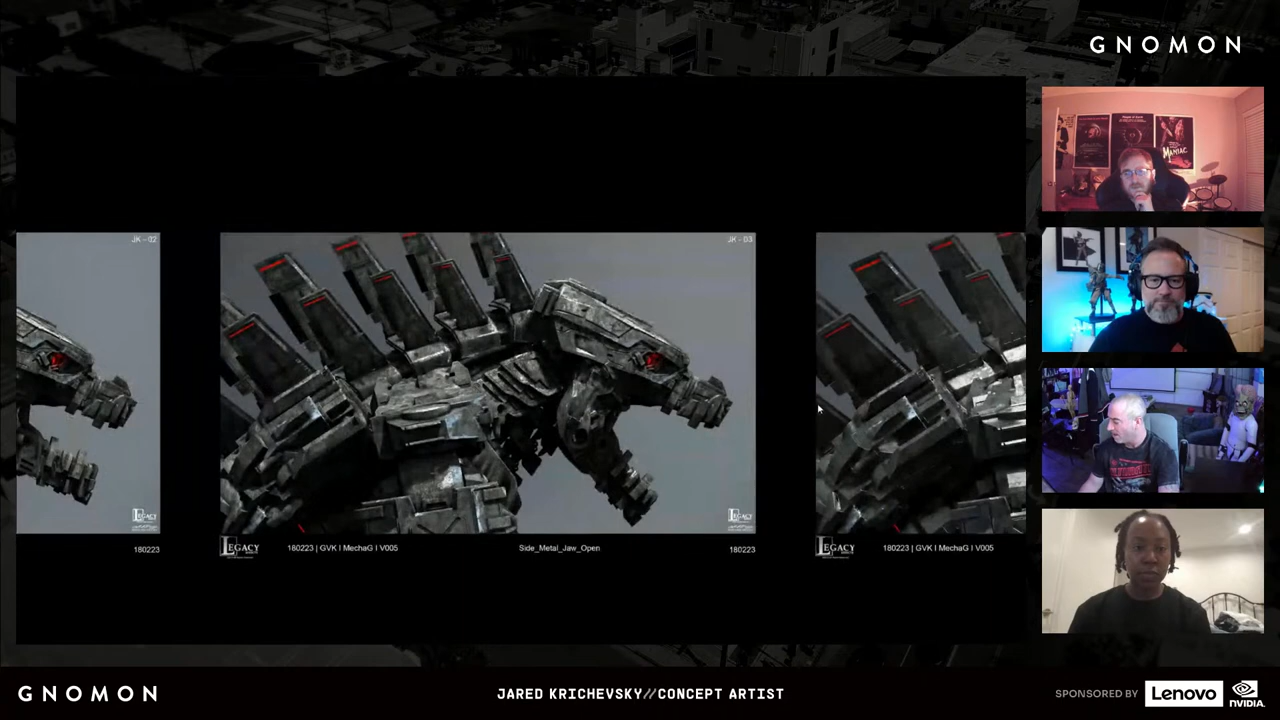 GNOMON
JK - 02
JK - 03
MANIAC
LEGACY
LEGACY
180223
LEGACY
180223 | GVK | MechaG | V005
Side_Metal_Jaw_Open
180223
LEGACY
180223 | GVK | MechaG | V005
GNOMON
JARED KRICHEVSKY//CONCEPT ARTIST
SPONSORED BY
Lenovo
NVIDIA.